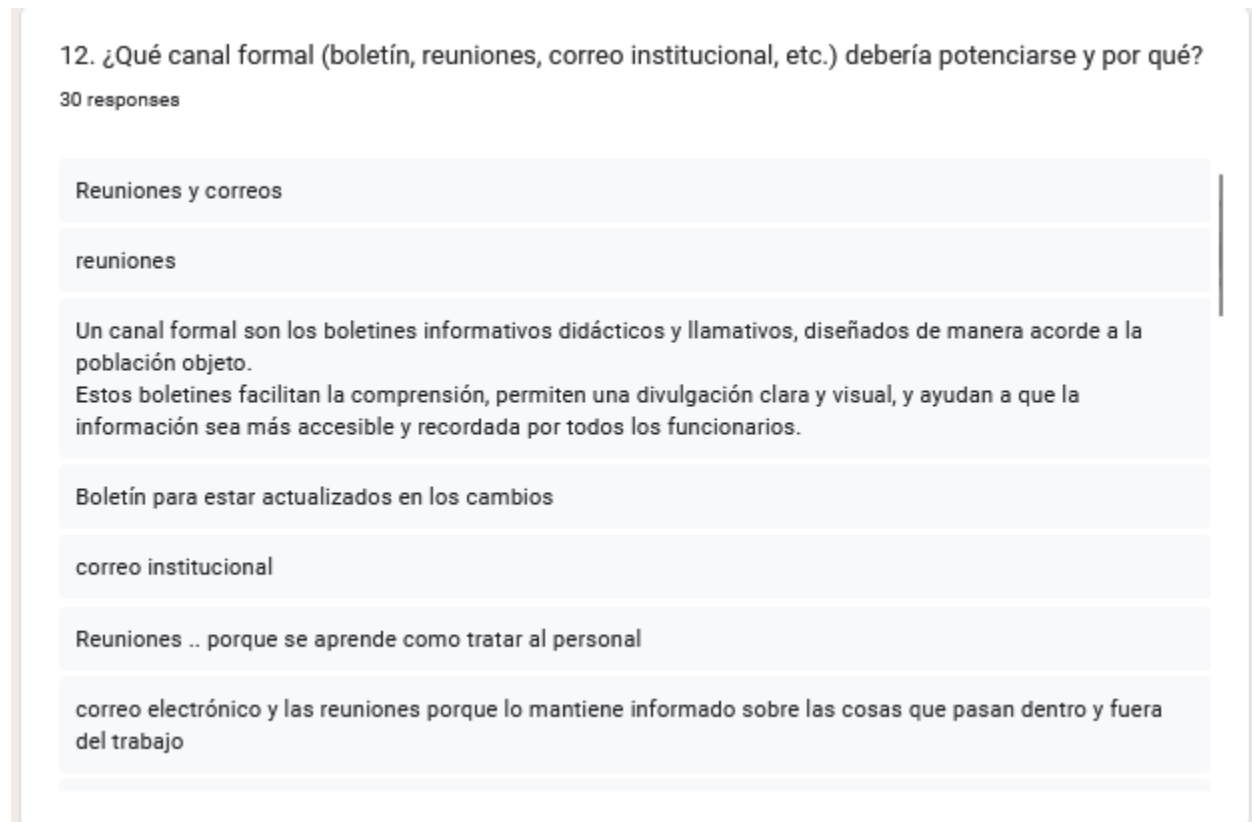 12. ¿Qué canal formal (boletín, reuniones, correo institucional, etc.) debería potenciarse y por qué?
30 responses
Reuniones y correos
reuniones
Un canal formal son los boletines informativos didácticos y llamativos, diseñados de manera acorde a la
población objeto.
Estos boletines facilitan la comprensión, permiten una divulgación clara y visual, y ayudan a que la
información sea más accesible y recordada por todos los funcionarios.
Boletín para estar actualizados en los cambios
correo institucional
Reuniones .. porque se aprende como tratar al personal
correo electrónico y las reuniones porque lo mantiene informado sobre las cosas que pasan dentro y fuera
del trabajo